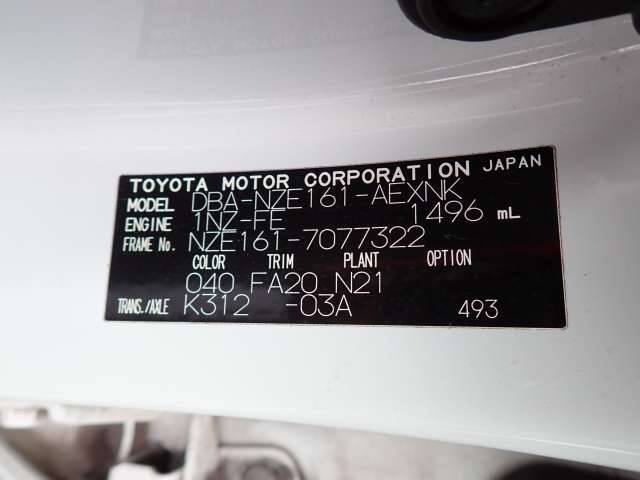 TOYOTA MOTOR CORPORATION JAPAN
MODEL DBA-NZE161-AEXNK
ENGINE 1NZ-FE 1496 mL
FRAME No. NZE161-7077322
COLOR TRIM PLANT OPTION
040 FA20 N21
TRANS./AXLE K312 -03A 493